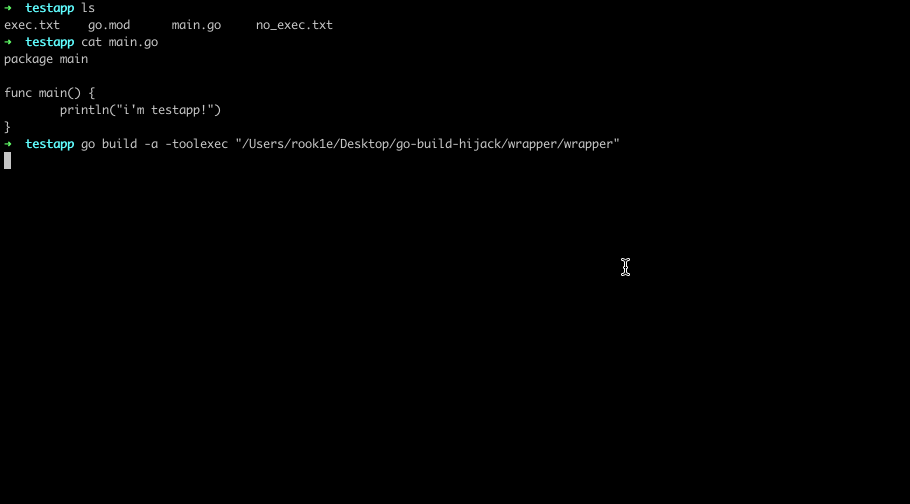 ➜  testapp ls
exec.txt    go.mod      main.go     no_exec.txt
➜  testapp cat main.go
package main

func main() {
        println("i'm testapp!")
}
➜  testapp go build -a -toolexec "/Users/rook1e/Desktop/go-build-hijack/wrapper/wrapper"